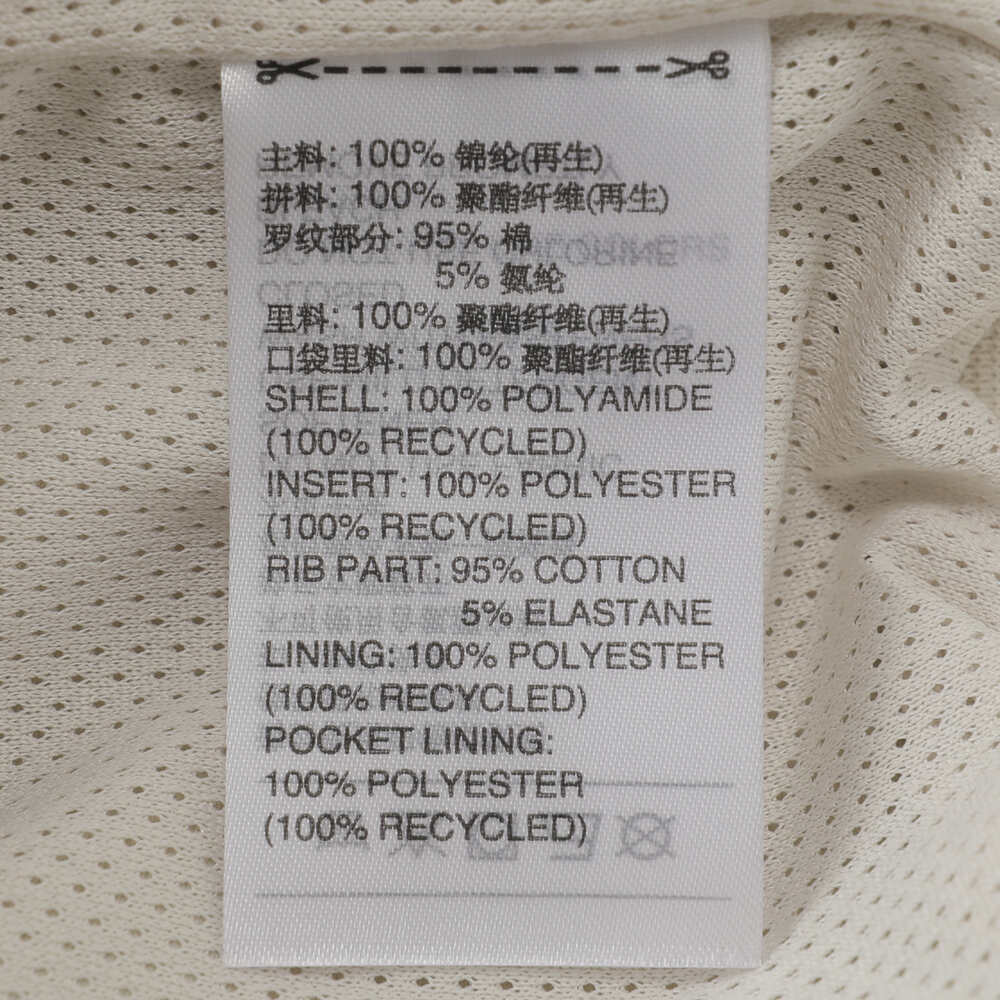 主料: 100% 锦纶(再生)
拼料: 100% 聚酯纤维(再生)
罗纹部分: 95% 棉
5% 氨纶
里料: 100% 聚酯纤维(再生)
口袋里料: 100% 聚酯纤维(再生)
SHELL: 100% POLYAMIDE
(100% RECYCLED)
INSERT: 100% POLYESTER
(100% RECYCLED)
RIB PART: 95% COTTON
5% ELASTANE
LINING: 100% POLYESTER
(100% RECYCLED)
POCKET LINING:
100% POLYESTER
(100% RECYCLED)